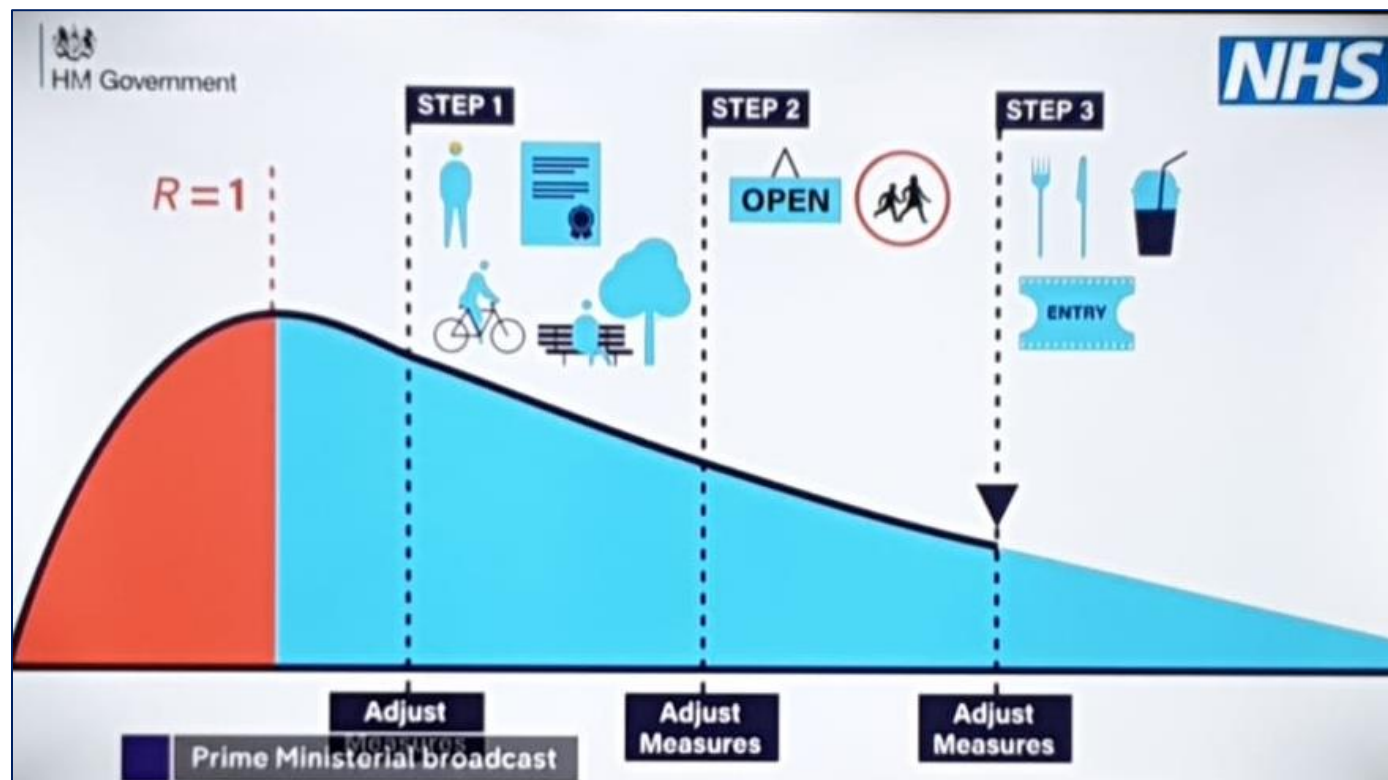 HM Government
NHS
STEP 1
STEP 2
STEP 3
R = 1
OPEN
ENTRY
Adjust
Measures
Adjust
Measures
Adjust
Measures
Prime Ministerial broadcast